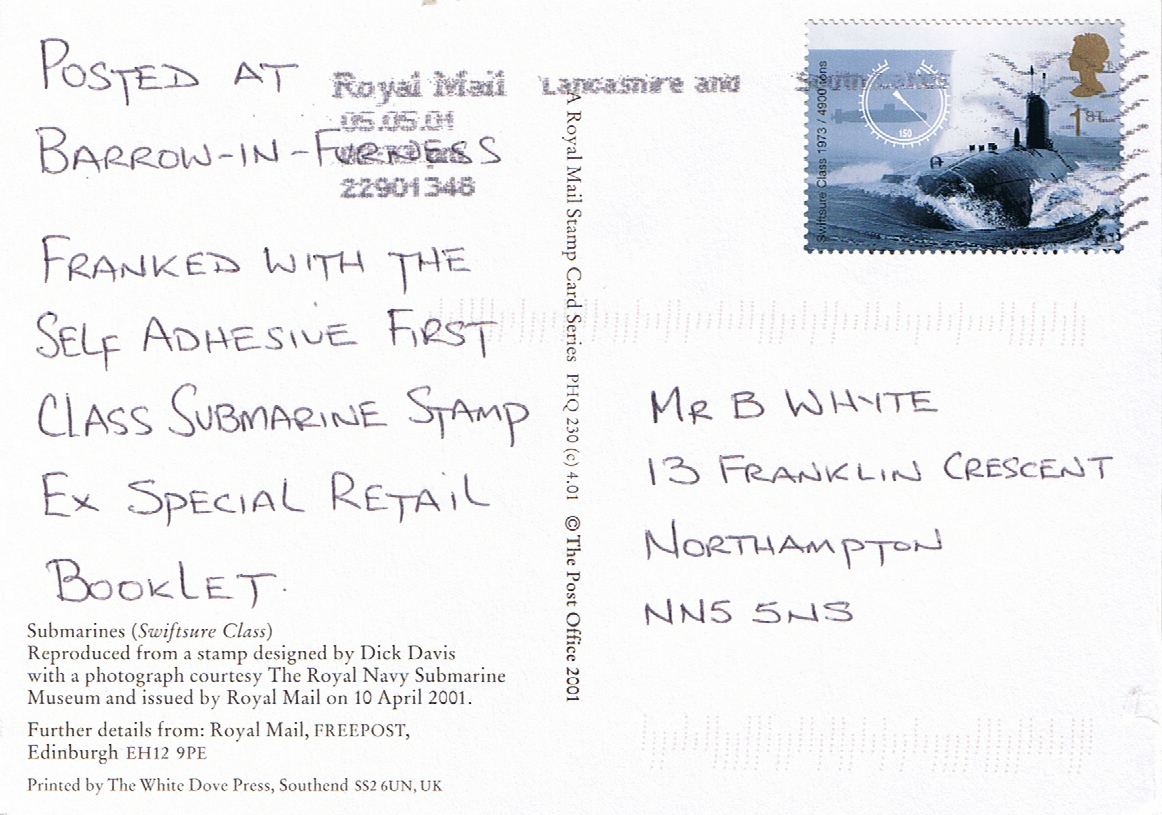 POSTED AT
BARROW-IN-FURNESS
FRANKED WITH THE
SELF ADHESIVE FIRST
CLASS SUBMARINE STAMP
EX SPECIAL RETAIL
BOOKLET.
Submarines (Swiftsure Class)
Reproduced from a stamp designed by Dick Davis
with a photograph courtesy The Royal Navy Submarine
Museum and issued by Royal Mail on 10 April 2001.
Further details from: Royal Mail, FREEPOST,
Edinburgh EH12 9PE
Printed by The White Dove Press, Southend SS2 6UN, UK
Royal Mail Lancashire and South Lakes
05.05.01
22901346
A Royal Mail Stamp Card Series PHQ 230 (c) 4.01 © The Post Office 2001
Swiftsure Class 1973 / 4900 tons
150
1ST
MR B WHYTE
13 FRANKLIN CRESCENT
NORTHAMPTON
NN5 5NS